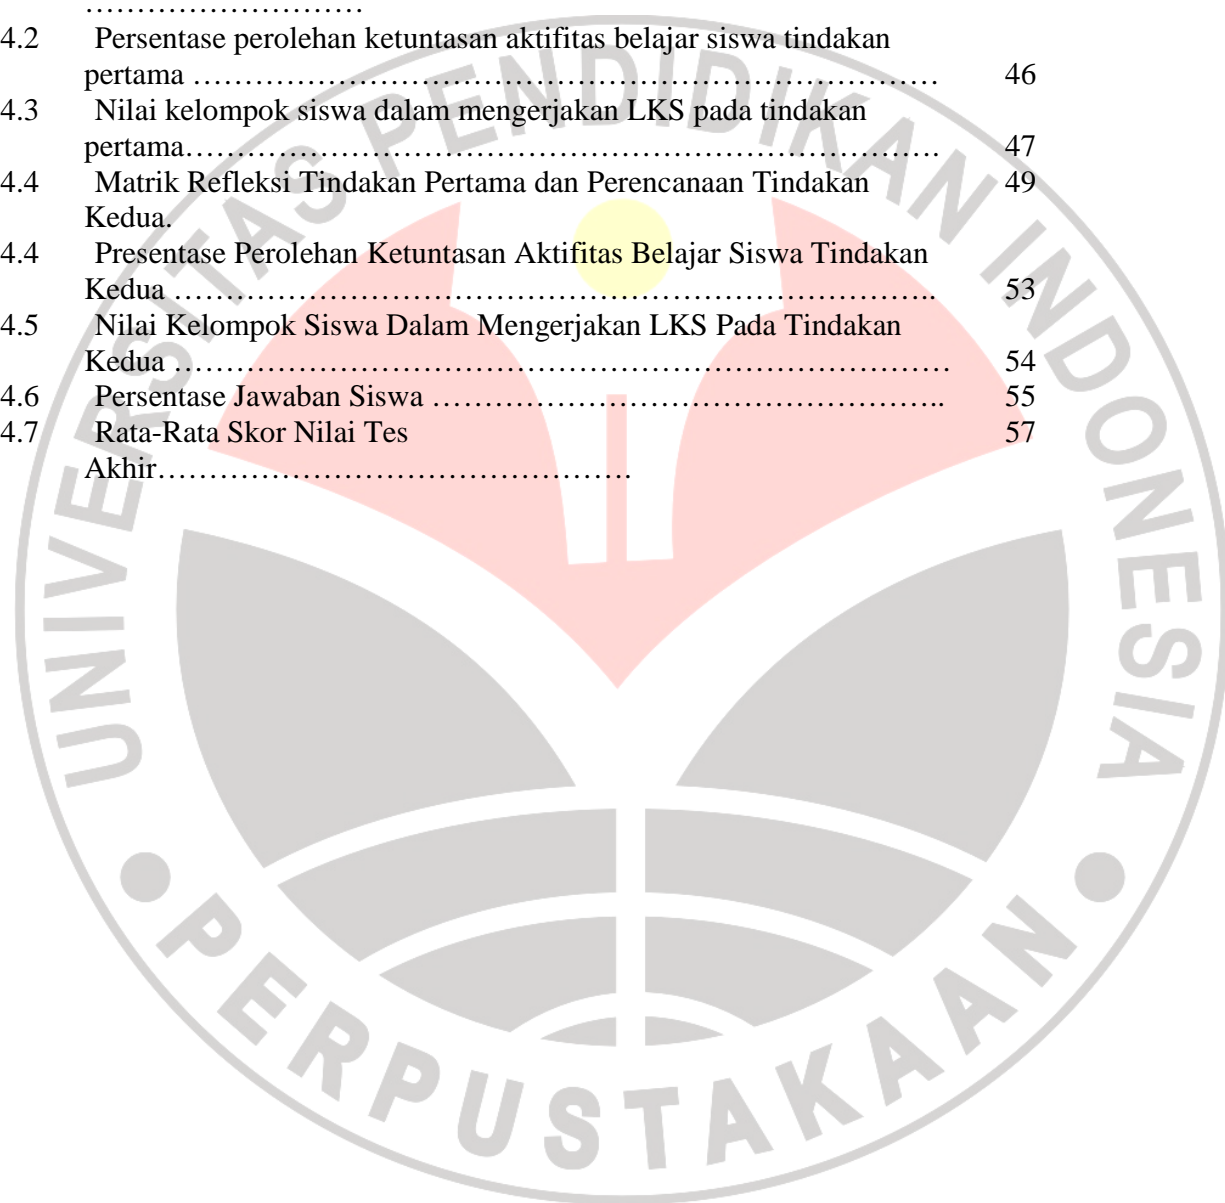 ………………………
4.2 Persentase perolehan ketuntasan aktifitas belajar siswa tindakan
pertama ……………………………………………………………… 46
4.3 Nilai kelompok siswa dalam mengerjakan LKS pada tindakan
pertama………………………………………………………………. 47
4.4 Matrik Refleksi Tindakan Pertama dan Perencanaan Tindakan 49
Kedua.
4.4 Presentase Perolehan Ketuntasan Aktifitas Belajar Siswa Tindakan
Kedua ……………………………………………………………….. 53
4.5 Nilai Kelompok Siswa Dalam Mengerjakan LKS Pada Tindakan
Kedua ………………………………………………………………… 54
4.6 Persentase Jawaban Siswa ………………………………………….. 55
4.7 Rata-Rata Skor Nilai Tes 57
Akhir……………………………………….
UNIVERSITAS PENDIDIKAN INDONESIA
PERPUSTAKAAN